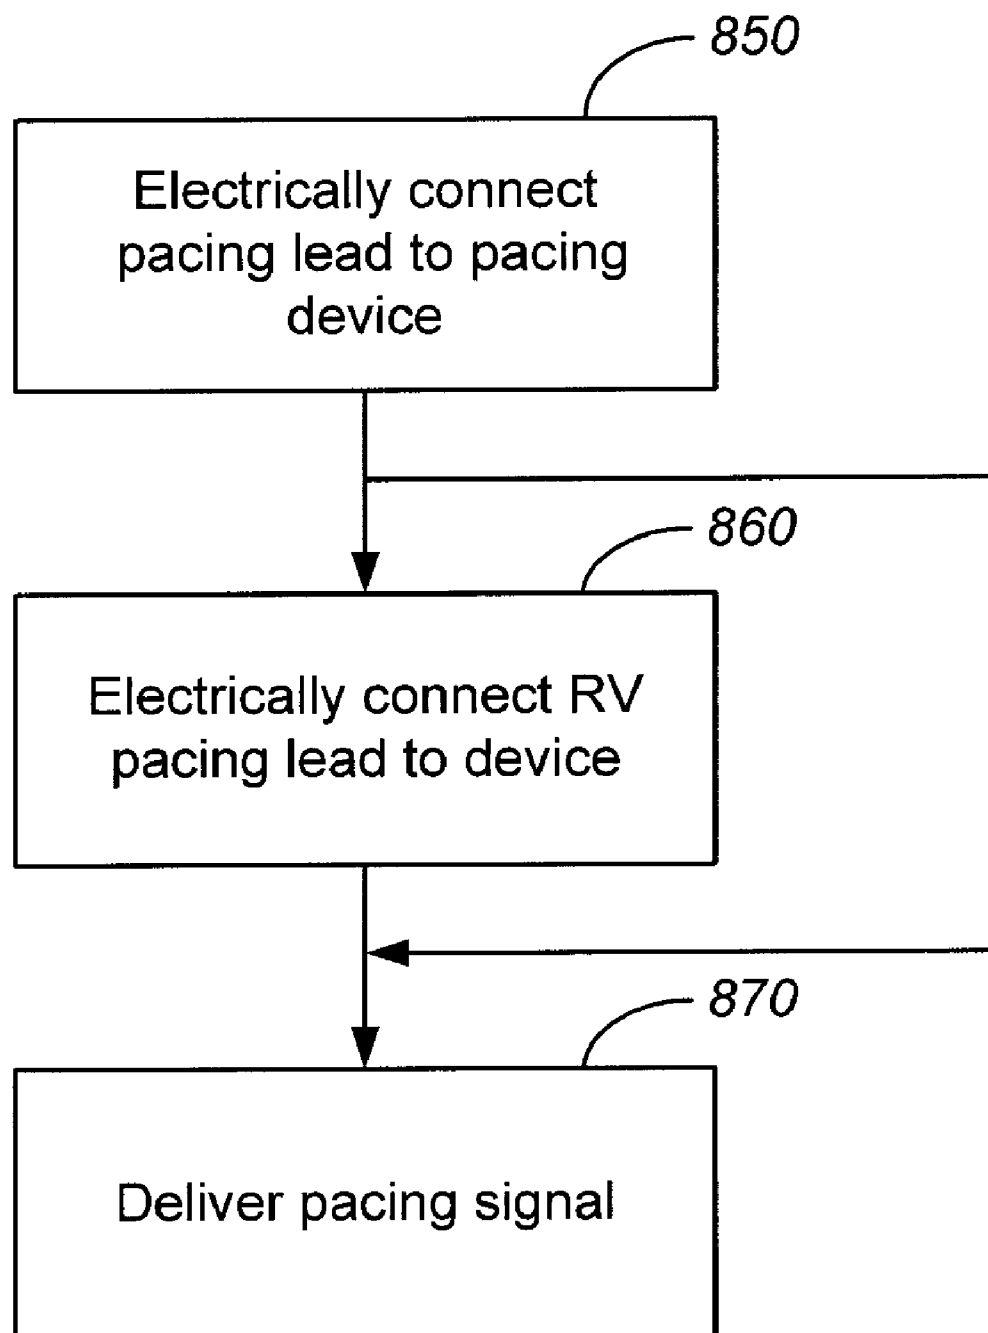 850
Electrically connect
pacing lead to pacing
device
860
Electrically connect RV
pacing lead to device
870
Deliver pacing signal